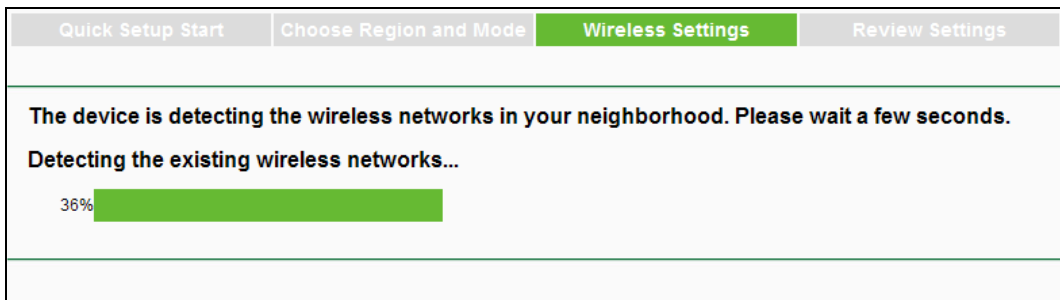 Quick Setup Start Choose Region and Mode Wireless Settings Review Settings
The device is detecting the wireless networks in your neighborhood. Please wait a few seconds.
Detecting the existing wireless networks...
36%